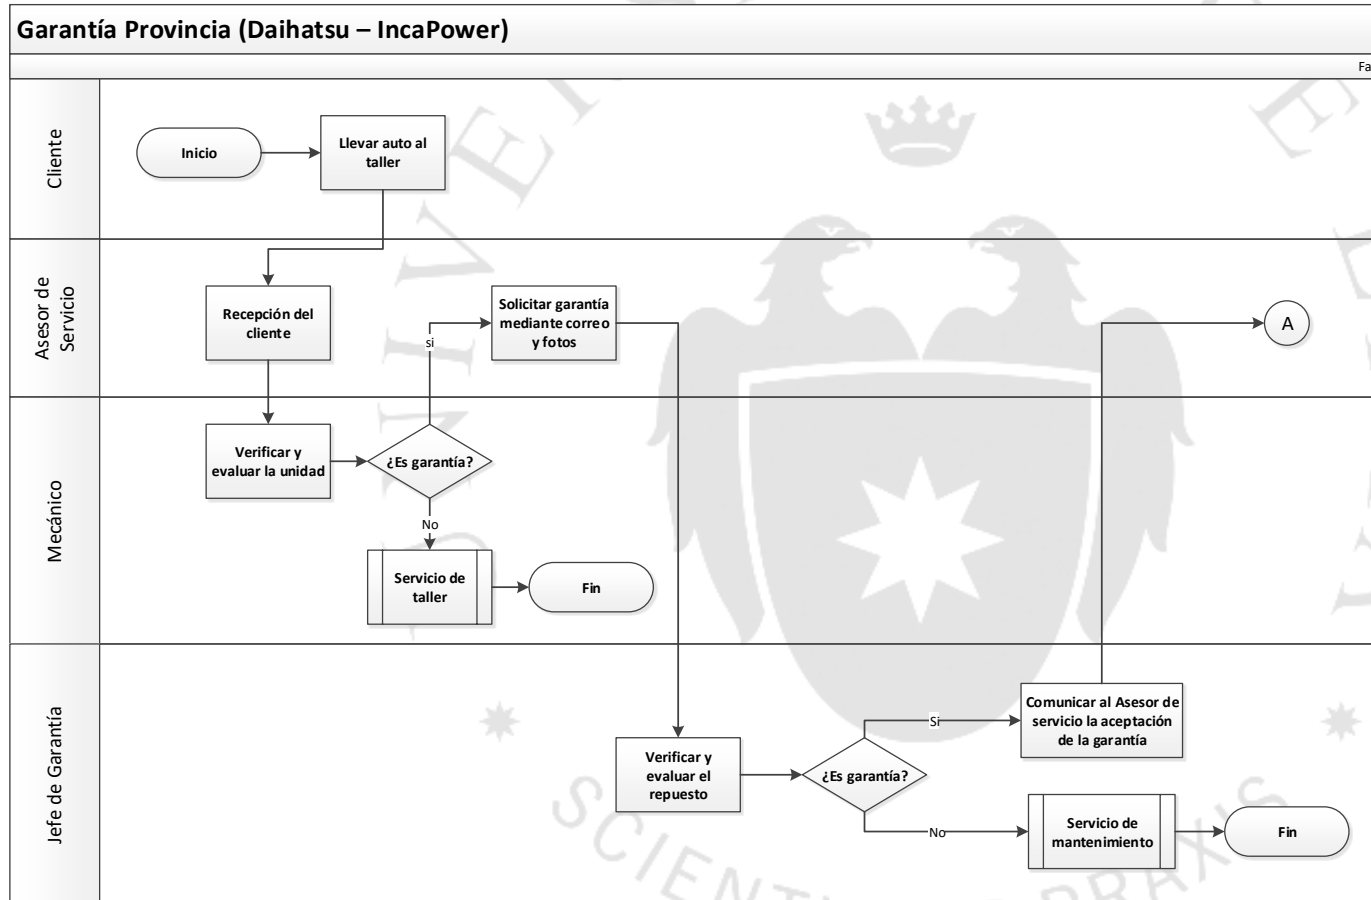 Garantía Provincia (Daihatsu – IncaPower)
Fa
Cliente
Inicio
Llevar auto al
taller
Asesor de
Servicio
Recepción del
cliente
si
Solicitar garantía
mediante correo
y fotos
A
Mecánico
Verificar y
evaluar la unidad
¿Es garantía?
No
Servicio de
taller
Fin
Jefe de Garantía
Verificar y
evaluar el
repuesto
¿Es garantía?
Si
Comunicar al Asesor de
servicio la aceptación
de la garantía
No
Servicio de
mantenimiento
Fin